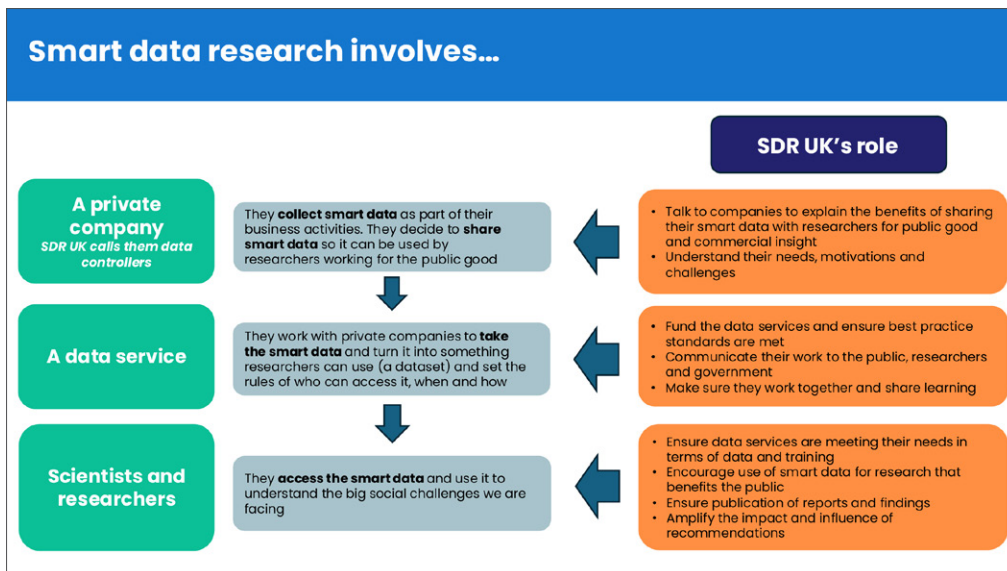 Smart data research involves...
SDR UK's role
A private
company
SDR UK calls them data
controllers
They collect smart data as part of their
business activities. They decide to share
smart data so it can be used by
researchers working for the public good
• Talk to companies to explain the benefits of sharing
their smart data with researchers for public good
and commercial insight
• Understand their needs, motivations and
challenges
A data service
They work with private companies to take
the smart data and turn it into something
researchers can use (a dataset) and set the
rules of who can access it, when and how
• Fund the data services and ensure best practice
standards are met
• Communicate their work to the public, researchers
and government
• Make sure they work together and share learning
Scientists and
researchers
They access the smart data and use it to
understand the big social challenges we are
facing
• Ensure data services are meeting their needs in
terms of data and training
• Encourage use of smart data for research that
benefits the public
• Ensure publication of reports and findings
• Amplify the impact and influence of
recommendations